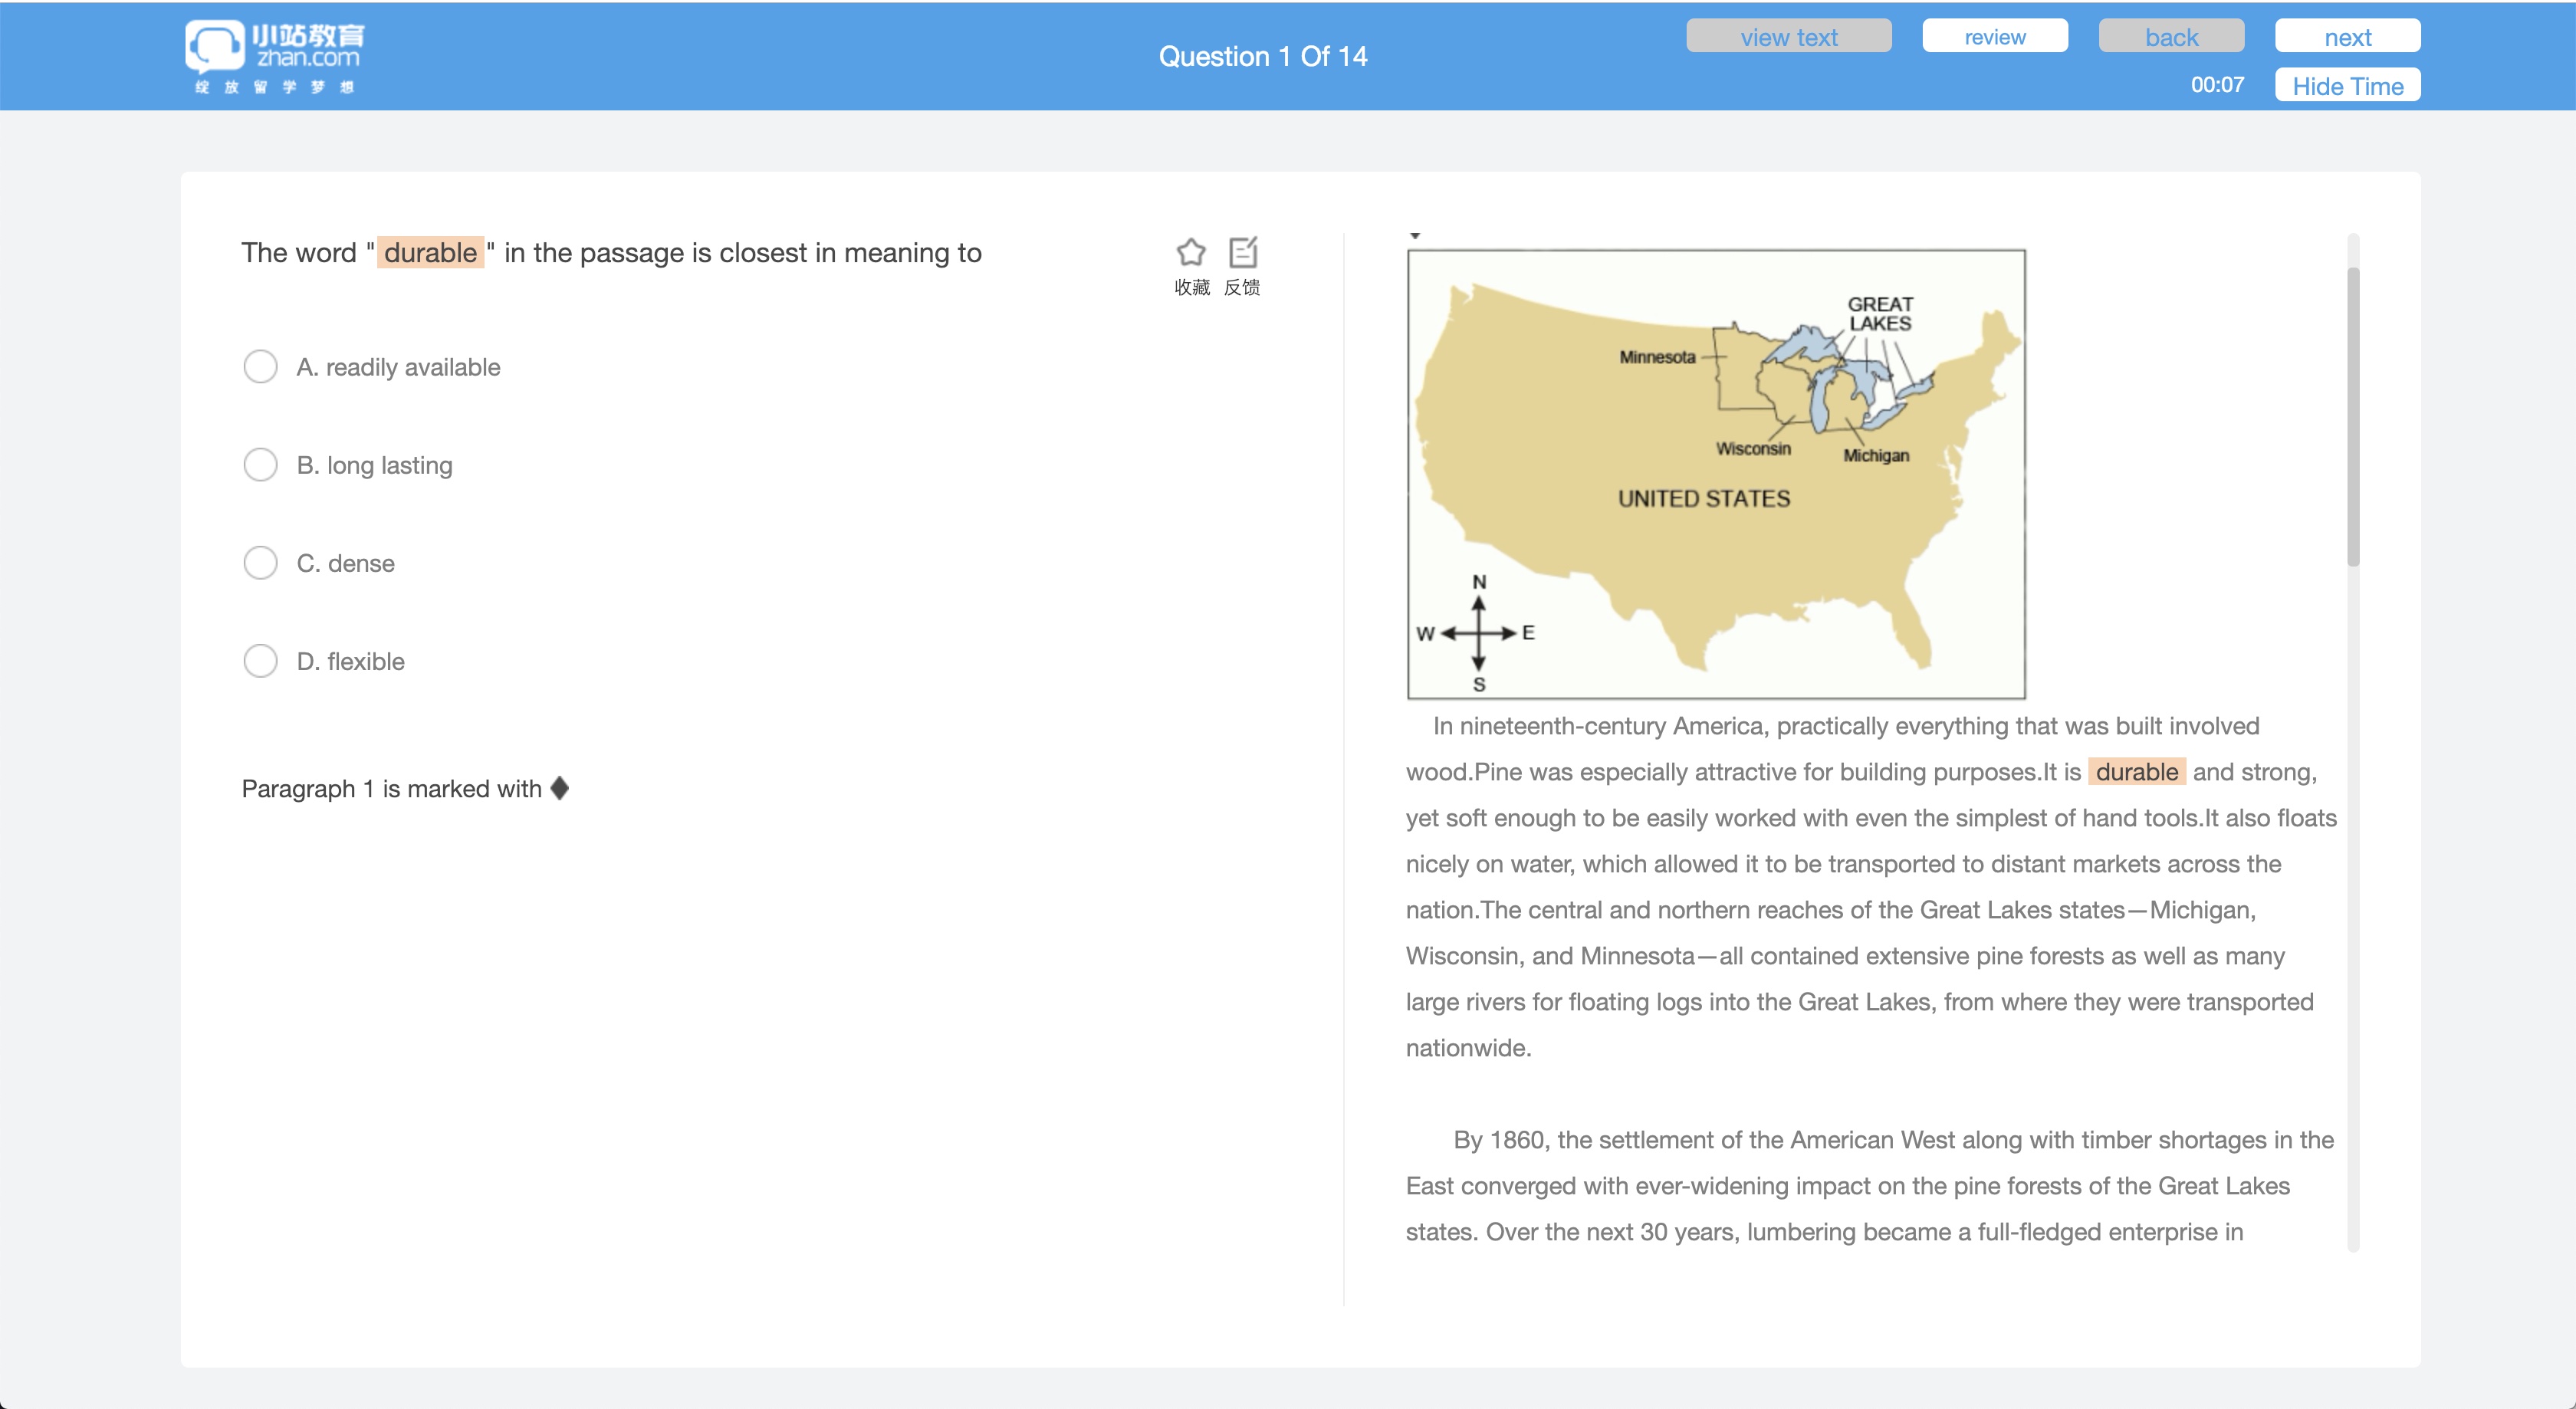 小站教育
zhan.com
绽放留学梦想
Question 1 Of 14
view text
review
back
next
00:07
Hide Time
The word " durable " in the passage is closest in meaning to
收藏 反馈
A. readily available
B. long lasting
C. dense
D. flexible
Paragraph 1 is marked with ◆
GREAT
LAKES
Minnesota
Wisconsin
Michigan
UNITED STATES
N
W E
S
In nineteenth-century America, practically everything that was built involved
wood.Pine was especially attractive for building purposes.It is durable and strong,
yet soft enough to be easily worked with even the simplest of hand tools.It also floats
nicely on water, which allowed it to be transported to distant markets across the
nation.The central and northern reaches of the Great Lakes states—Michigan,
Wisconsin, and Minnesota—all contained extensive pine forests as well as many
large rivers for floating logs into the Great Lakes, from where they were transported
nationwide.
By 1860, the settlement of the American West along with timber shortages in the
East converged with ever-widening impact on the pine forests of the Great Lakes
states. Over the next 30 years, lumbering became a full-fledged enterprise in